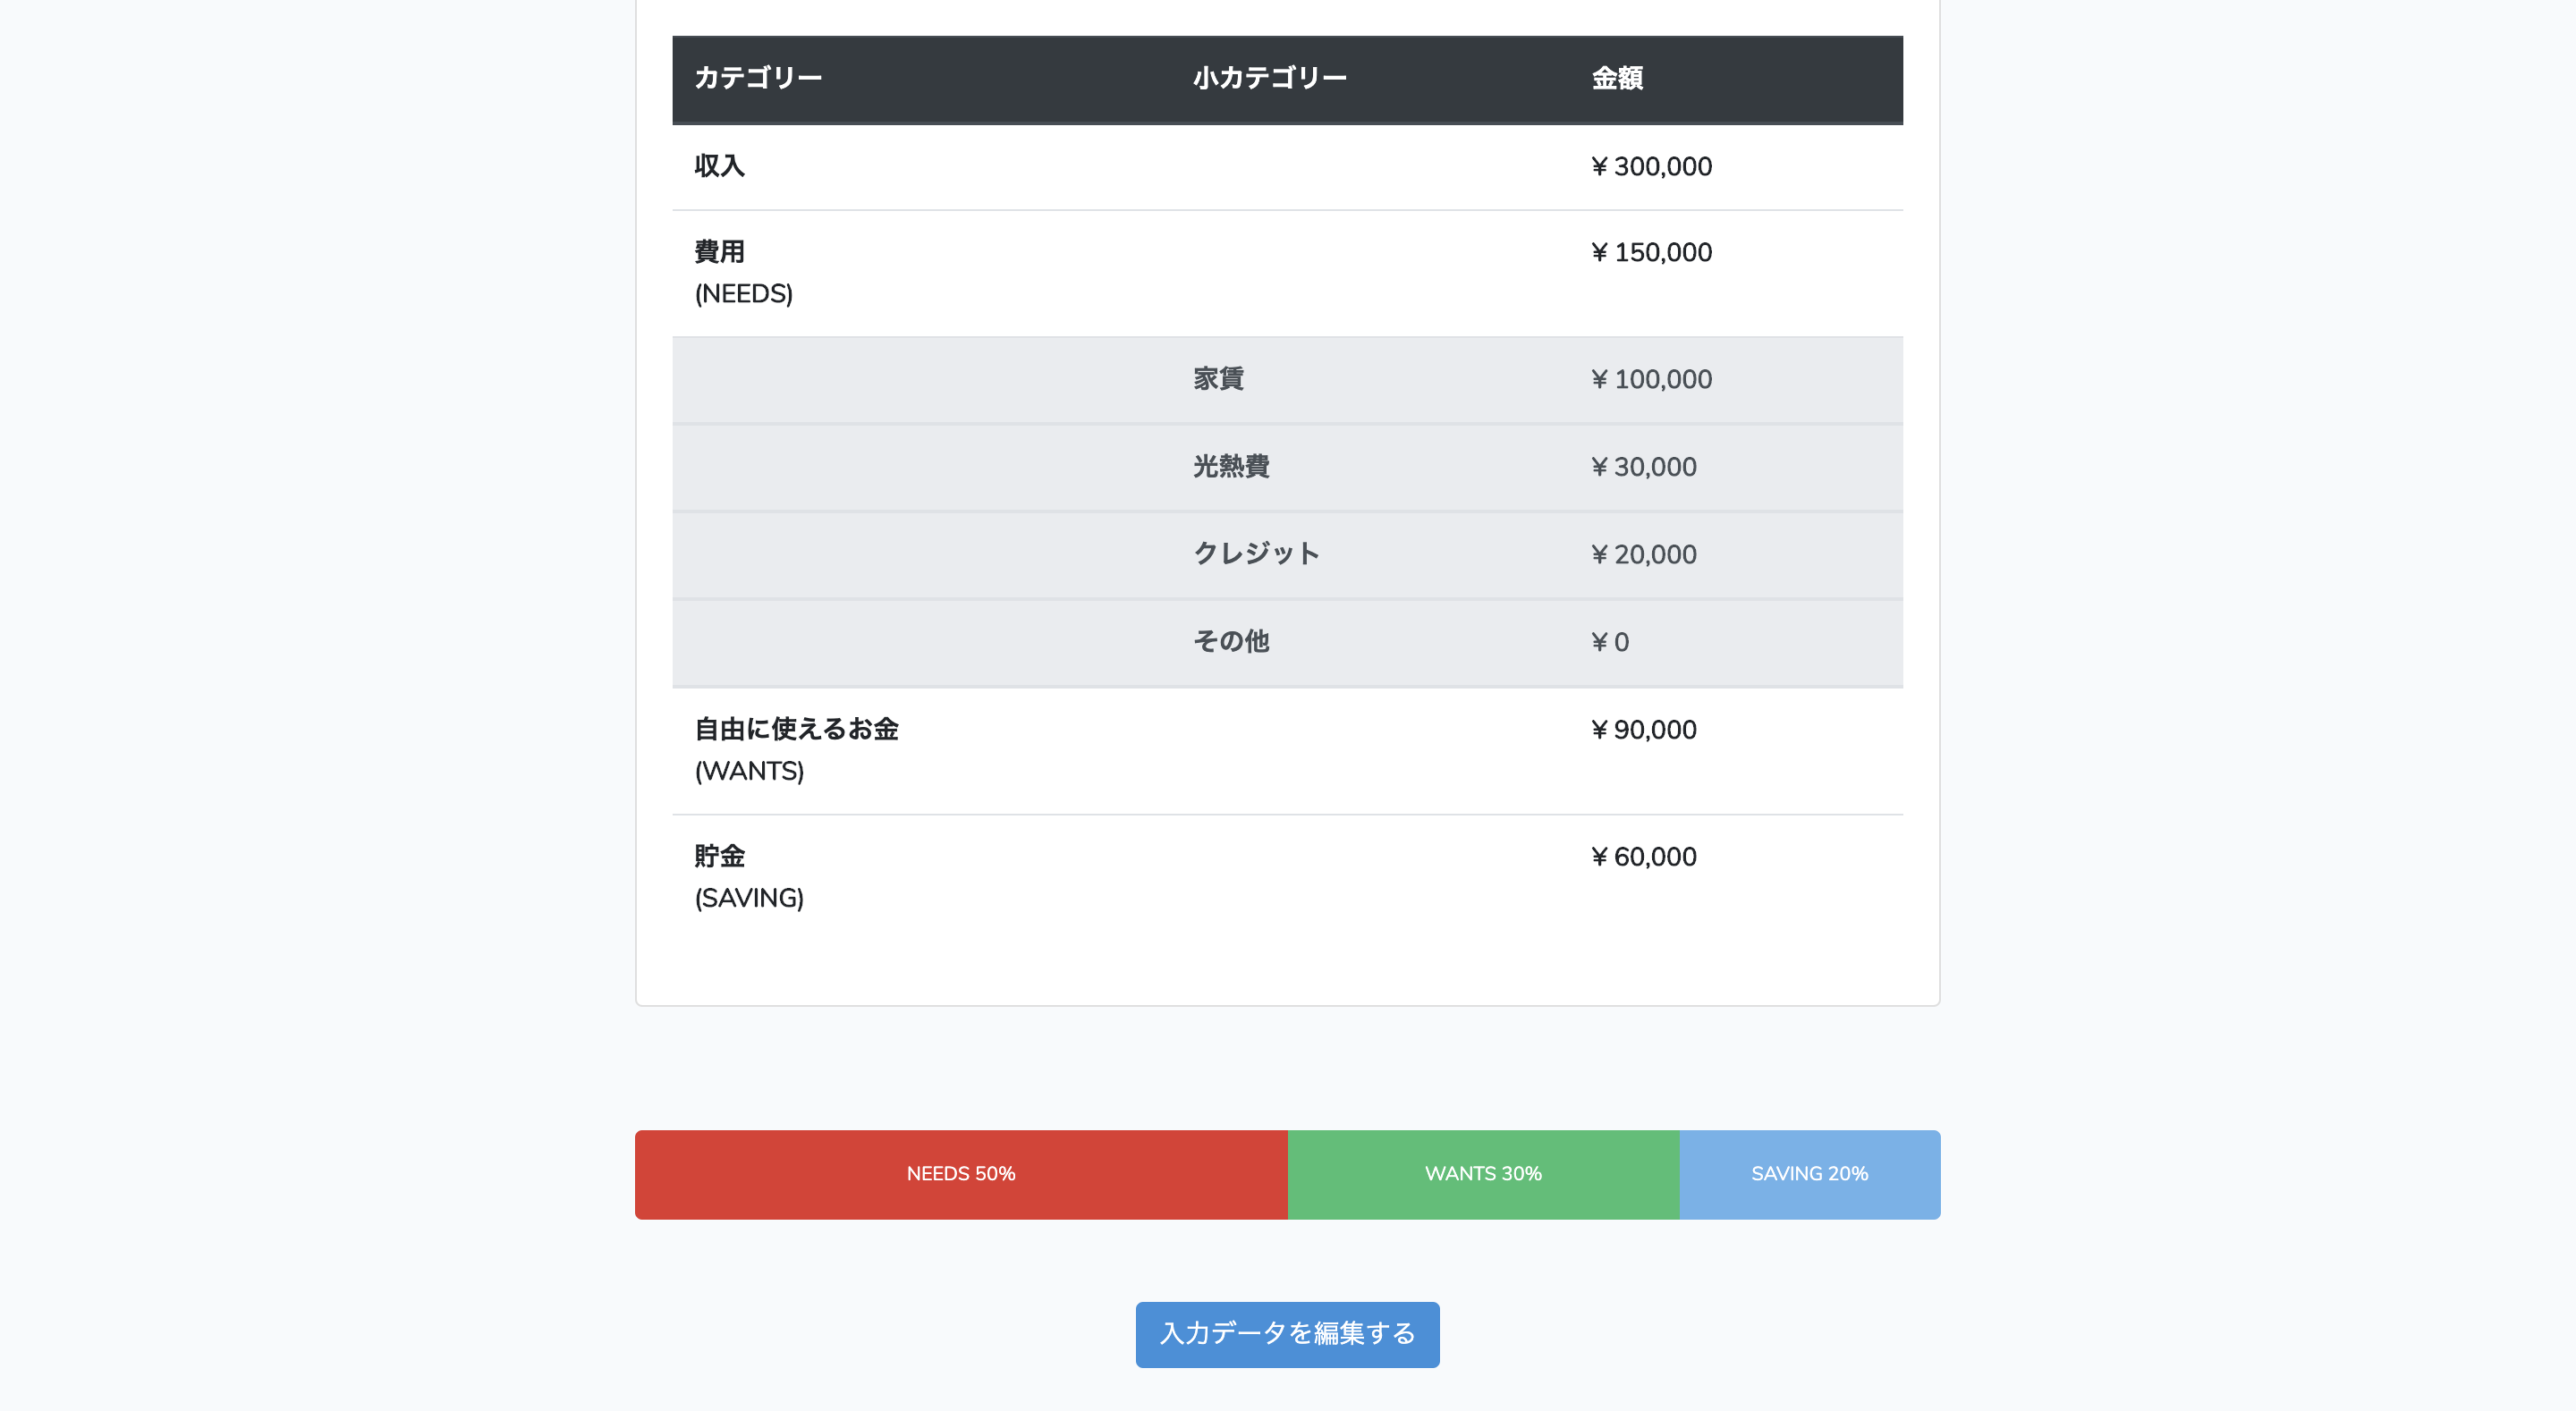 カテゴリー 小カテゴリー 金額
収入 ¥ 300,000
費用 ¥ 150,000
(NEEDS)
家賃 ¥ 100,000
光熱費 ¥ 30,000
クレジット ¥ 20,000
その他 ¥ 0
自由に使えるお金 ¥ 90,000
(WANTS)
貯金 ¥ 60,000
(SAVING)
NEEDS 50% WANTS 30% SAVING 20%
入力データを編集する